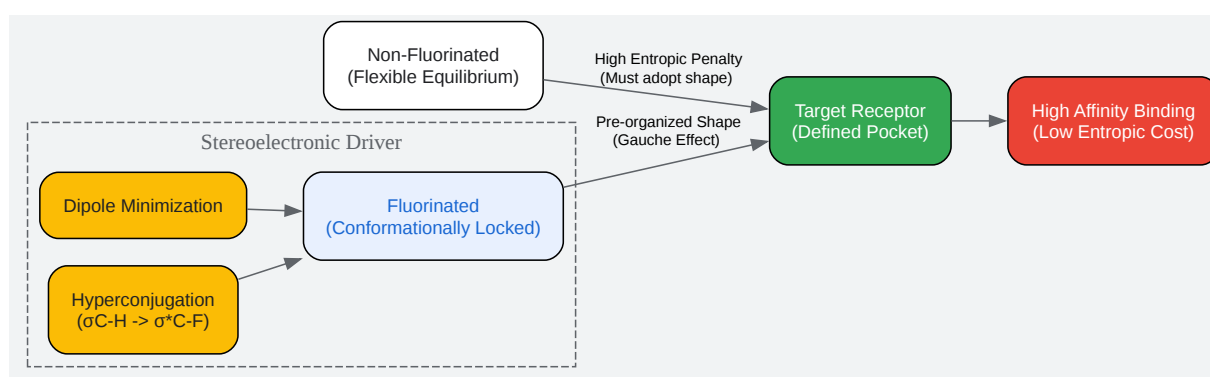 Non-Fluorinated
(Flexible Equilibrium)
High Entropic Penalty
(Must adopt shape)
Target Receptor
(Defined Pocket)
High Affinity Binding
(Low Entropic Cost)
Pre-organized Shape
(Gauche Effect)
Stereoelectronic Driver
Dipole Minimization
Fluorinated
(Conformationally Locked)
Hyperconjugation
(σC-H -> σ*C-F)